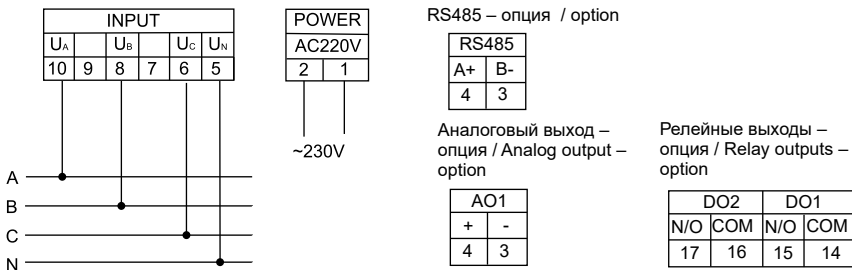 INPUT
UA UB UC UN
10 9 8 7 6 5
A
B
C
N
POWER
AC220V
2 1
~230V
RS485 – опция / option
RS485
A+ B-
4 3
Аналоговый выход –
опция / Analog output –
option
AO1
+ -
4 3
Релейные выходы –
опция / Relay outputs –
option
DO2 DO1
N/O COM N/O COM
17 16 15 14